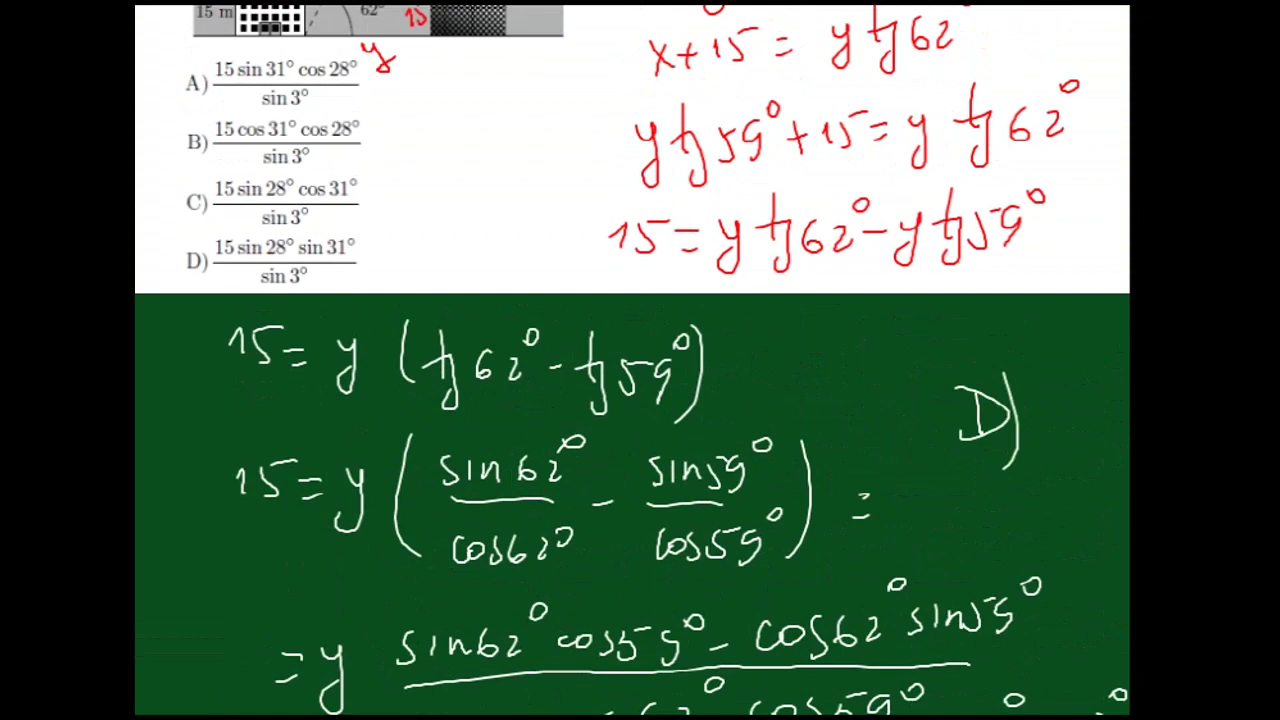 15 m 62° 15
y
A) 15 sin 31° cos 28° / sin 3°
B) 15 cos 31° cos 28° / sin 3°
C) 15 sin 28° cos 31° / sin 3°
D) 15 sin 28° sin 31° / sin 3°
x+15 = y tg 62°
y tg 59° + 15 = y tg 62°
15 = y tg 62° - y tg 59°
15 = y (tg 62° - tg 59°)
D)
15 = y (sin 62° / cos 62° - sin 59° / cos 59°) =
= y sin 62° cos 59° - cos 62° sin 59°
cos 59°